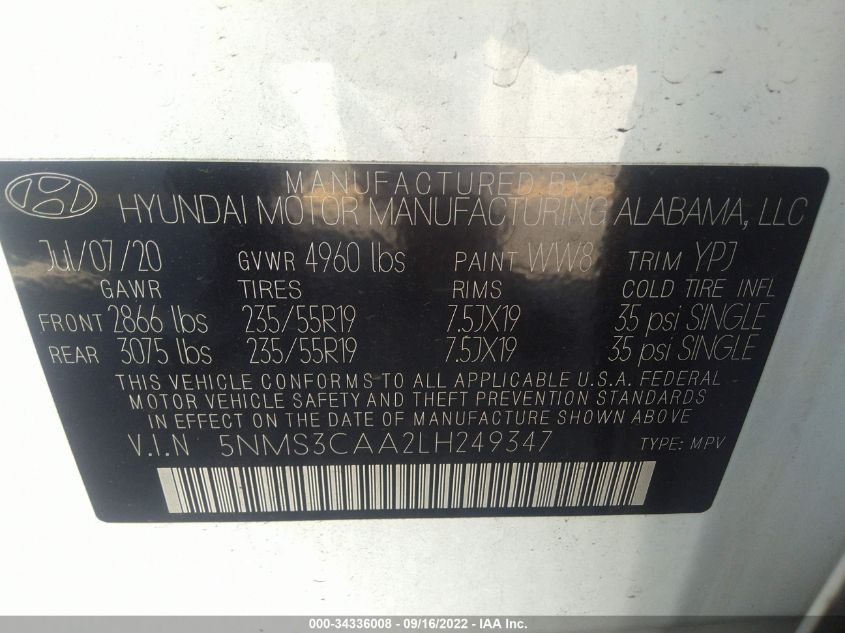 MANUFACTURED BY
HYUNDAI MOTOR MANUFACTURING ALABAMA, LLC
Jul/07/20 GVWR 4960 lbs PAINT WW8 TRIM YPJ
GAWR TIRES RIMS COLD TIRE INFL
FRONT 2866 lbs 235/55R19 7.5JX19 35 psi SINGLE
REAR 3075 lbs 235/55R19 7.5JX19 35 psi SINGLE
THIS VEHICLE CONFORMS TO ALL APPLICABLE U.S.A. FEDERAL
MOTOR VEHICLE SAFETY AND THEFT PREVENTION STANDARDS
IN EFFECT ON THE DATE OF MANUFACTURE SHOWN ABOVE
V.I.N 5NMS3CAA2LH249347 TYPE: MPV
000-34336008 - 09/16/2022 - IAA Inc.